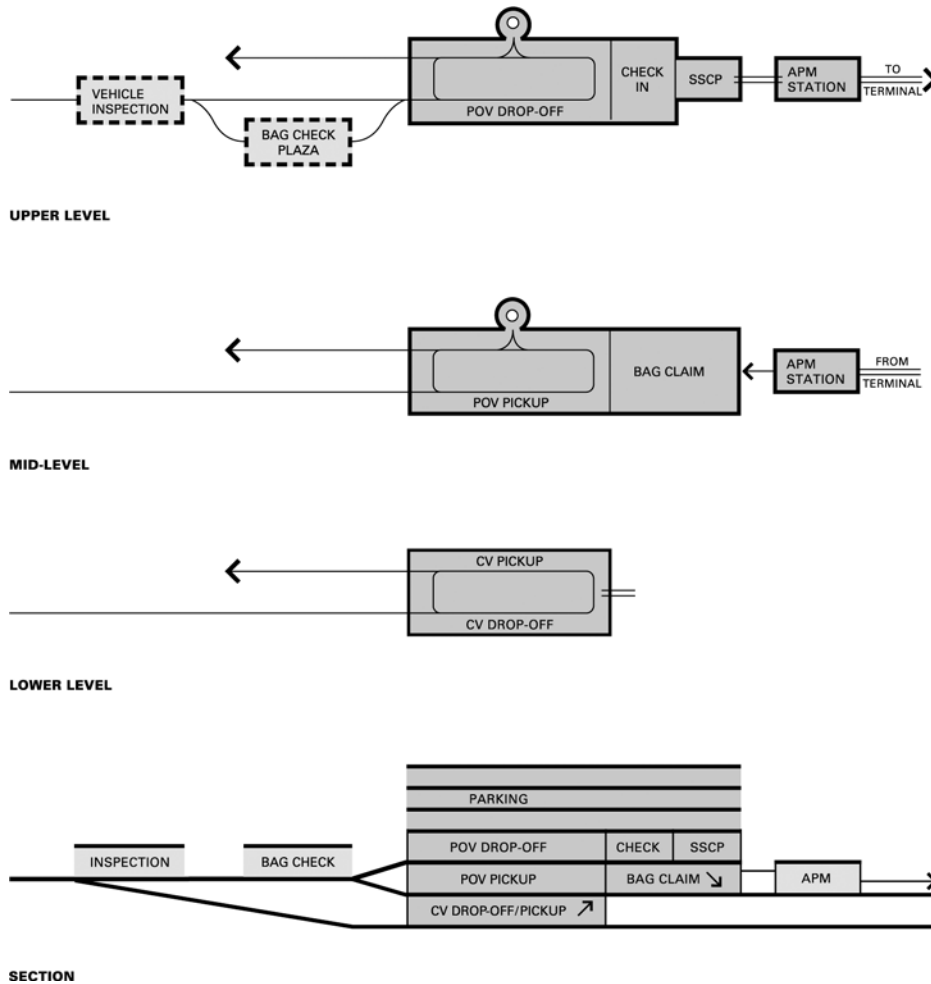 TO
CHECK
IN
SSCP
APM
STATION
TERMINAL
VEHICLE
INSPECTION
POV DROP-OFF
BAG CHECK
PLAZA
UPPER LEVEL
FROM
BAG CLAIM
APM
STATION
TERMINAL
POV PICKUP
MID-LEVEL
CV PICKUP
CV DROP-OFF
LOWER LEVEL
PARKING
POV DROP-OFF
CHECK
SSCP
INSPECTION
BAG CHECK
POV PICKUP
BAG CLAIM
APM
CV DROP-OFF/PICKUP
SECTION